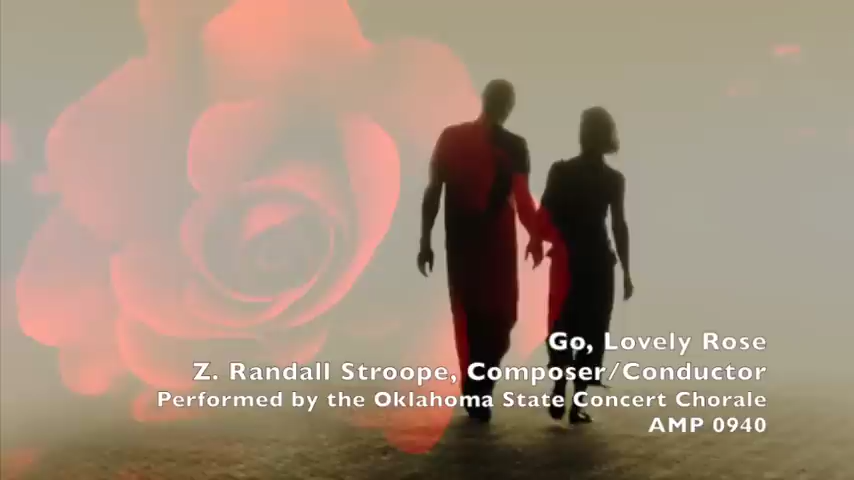 Go, Lovely Rose
Z. Randall Stroope, Composer/Conductor
Performed by the Oklahoma State Concert Chorale
AMP 0940